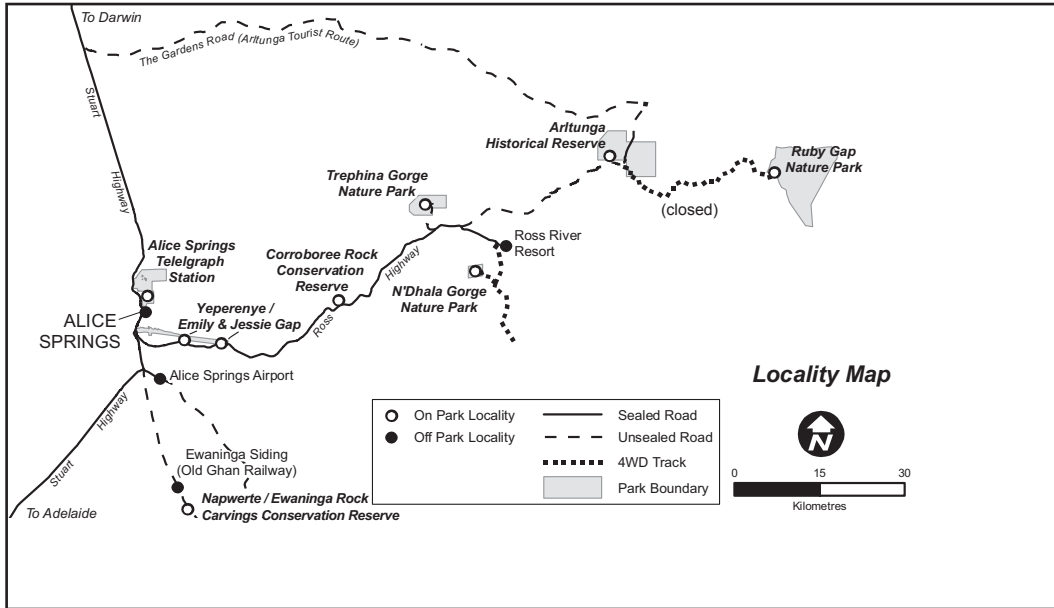 To Darwin
The Gardens Road (Arltunga Tourist Route)
Stuart
Highway
Arltunga
Historical Reserve
Ruby Gap
Nature Park
Trephina Gorge
Nature Park
(closed)
Ross River
Resort
Alice Springs
Telelgraph
Station
Corroboree Rock
Conservation
Reserve
Highway
Ross
N'Dhala Gorge
Nature Park
Yeperenye /
Emily & Jessie Gap
ALICE
SPRINGS
Alice Springs Airport
Locality Map
N
Highway
Stuart
To Adelaide
Ewaninga Siding
(Old Ghan Railway)
Napwerte / Ewaninga Rock
Carvings Conservation Reserve
On Park Locality
Off Park Locality
Sealed Road
Unsealed Road
4WD Track
Park Boundary
0 15 30
Kilometres